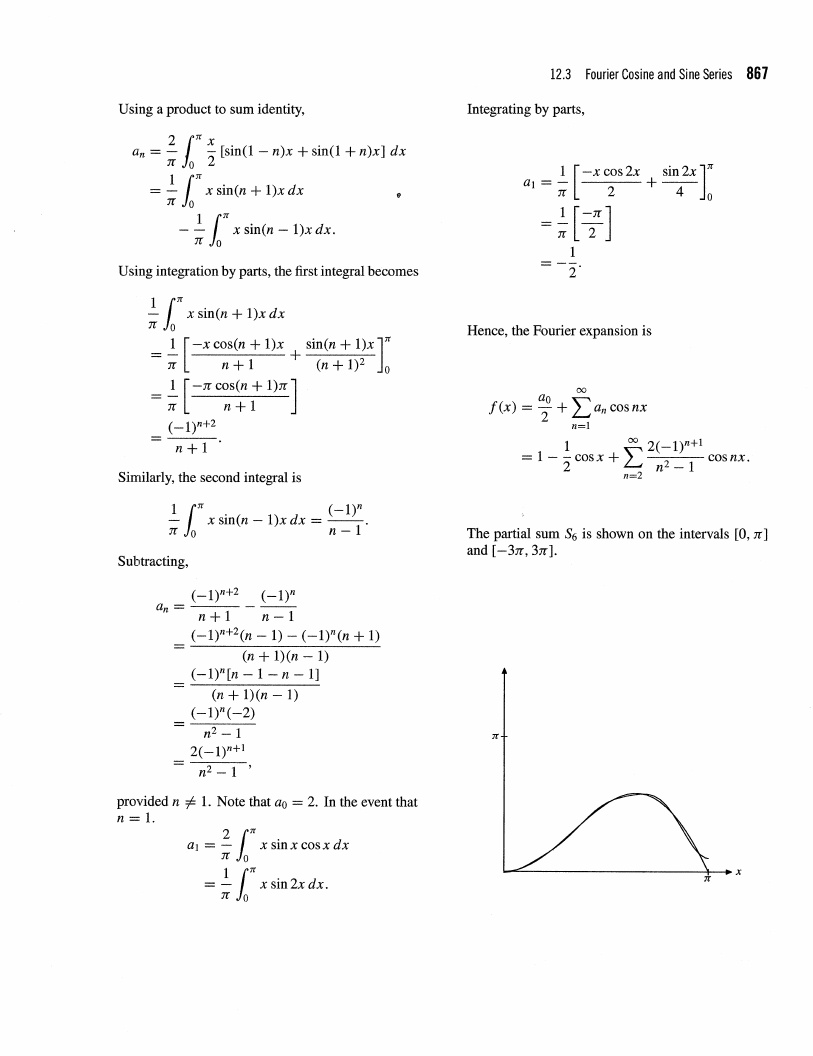 12.3 Fourier Cosine and Sine Series 867
Using a product to sum identity,
a_n = \frac{2}{\pi} \int_0^\pi \frac{x}{2} [\sin(1 - n)x + \sin(1 + n)x] dx
= \frac{1}{\pi} \int_0^\pi x \sin(n + 1)x dx
- \frac{1}{\pi} \int_0^\pi x \sin(n - 1)x dx.
Using integration by parts, the first integral becomes
\frac{1}{\pi} \int_0^\pi x \sin(n + 1)x dx
= \frac{1}{\pi} \left[ \frac{-x \cos(n + 1)x}{n + 1} + \frac{\sin(n + 1)x}{(n + 1)^2} \right]_0^\pi
= \frac{1}{\pi} \left[ \frac{-\pi \cos(n + 1)\pi}{n + 1} \right]
= \frac{(-1)^{n+2}}{n + 1}.
Similarly, the second integral is
\frac{1}{\pi} \int_0^\pi x \sin(n - 1)x dx = \frac{(-1)^n}{n - 1}.
Subtracting,
a_n = \frac{(-1)^{n+2}}{n + 1} - \frac{(-1)^n}{n - 1}
= \frac{(-1)^{n+2}(n - 1) - (-1)^n(n + 1)}{(n + 1)(n - 1)}
= \frac{(-1)^n[n - 1 - n - 1]}{(n + 1)(n - 1)}
= \frac{(-1)^n(-2)}{n^2 - 1}
= \frac{2(-1)^{n+1}}{n^2 - 1},
provided n ≠ 1. Note that a_0 = 2. In the event that
n = 1.
a_1 = \frac{2}{\pi} \int_0^\pi x \sin x \cos x dx
= \frac{1}{\pi} \int_0^\pi x \sin 2x dx.
Integrating by parts,
a_1 = \frac{1}{\pi} \left[ \frac{-x \cos 2x}{2} + \frac{\sin 2x}{4} \right]_0^\pi
= \frac{1}{\pi} \left[ \frac{-\pi}{2} \right]
= -\frac{1}{2}.
Hence, the Fourier expansion is
f(x) = \frac{a_0}{2} + \sum_{n=1}^\infty a_n \cos nx
= 1 - \frac{1}{2} \cos x + \sum_{n=2}^\infty \frac{2(-1)^{n+1}}{n^2 - 1} \cos nx.
The partial sum S_6 is shown on the intervals [0, π]
and [−3π, 3π].
π
π
x